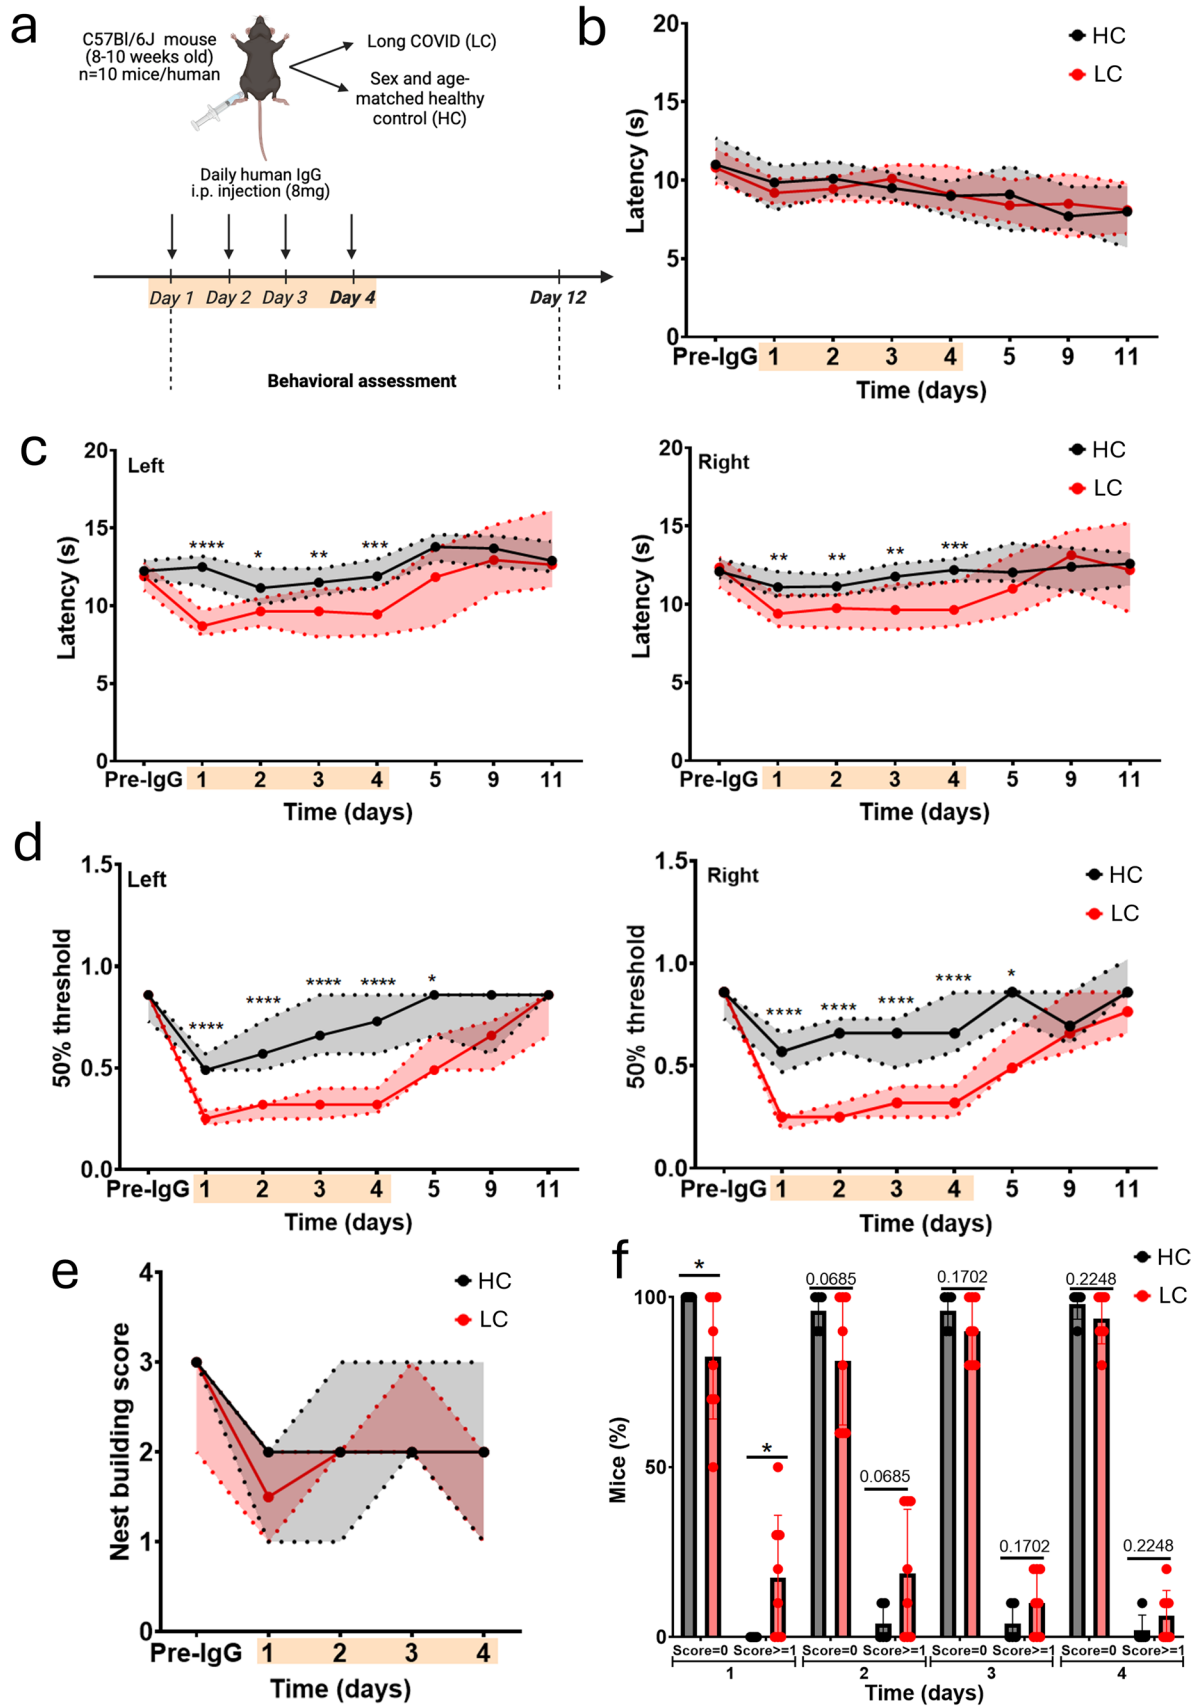 a
C57Bl/6J mouse
(8-10 weeks old)
n=10 mice/human
Long COVID (LC)
Sex and age-
matched healthy
control (HC)
Daily human IgG
i.p. injection (8mg)
Day 1 Day 2 Day 3 Day 4 Day 12
Behavioral assessment
b
HC
LC
Latency (s)
20
15
10
5
0
Pre-IgG 1 2 3 4 5 9 11
Time (days)
c
Left
Latency (s)
20
15
10
5
0
**** * ** ***
Pre-IgG 1 2 3 4 5 9 11
Time (days)
Right
HC
LC
Latency (s)
20
15
10
5
0
** ** ** ***
Pre-IgG 1 2 3 4 5 9 11
Time (days)
d
Left
50% threshold
1.5
1.0
0.5
0.0
**** **** **** **** *
Pre-IgG 1 2 3 4 5 9 11
Time (days)
Right
HC
LC
50% threshold
1.5
1.0
0.5
0.0
**** **** **** **** *
Pre-IgG 1 2 3 4 5 9 11
Time (days)
e
HC
LC
Nest building score
4
3
2
1
0
Pre-IgG 1 2 3 4
Time (days)
f
HC
LC
Mice (%)
100
50
0
* 0.0685 0.1702 0.2248
* 0.0685 0.1702 0.2248
Score=0 Score>=1 Score=0 Score>=1 Score=0 Score>=1 Score=0 Score>=1
1 2 3 4
Time (days)